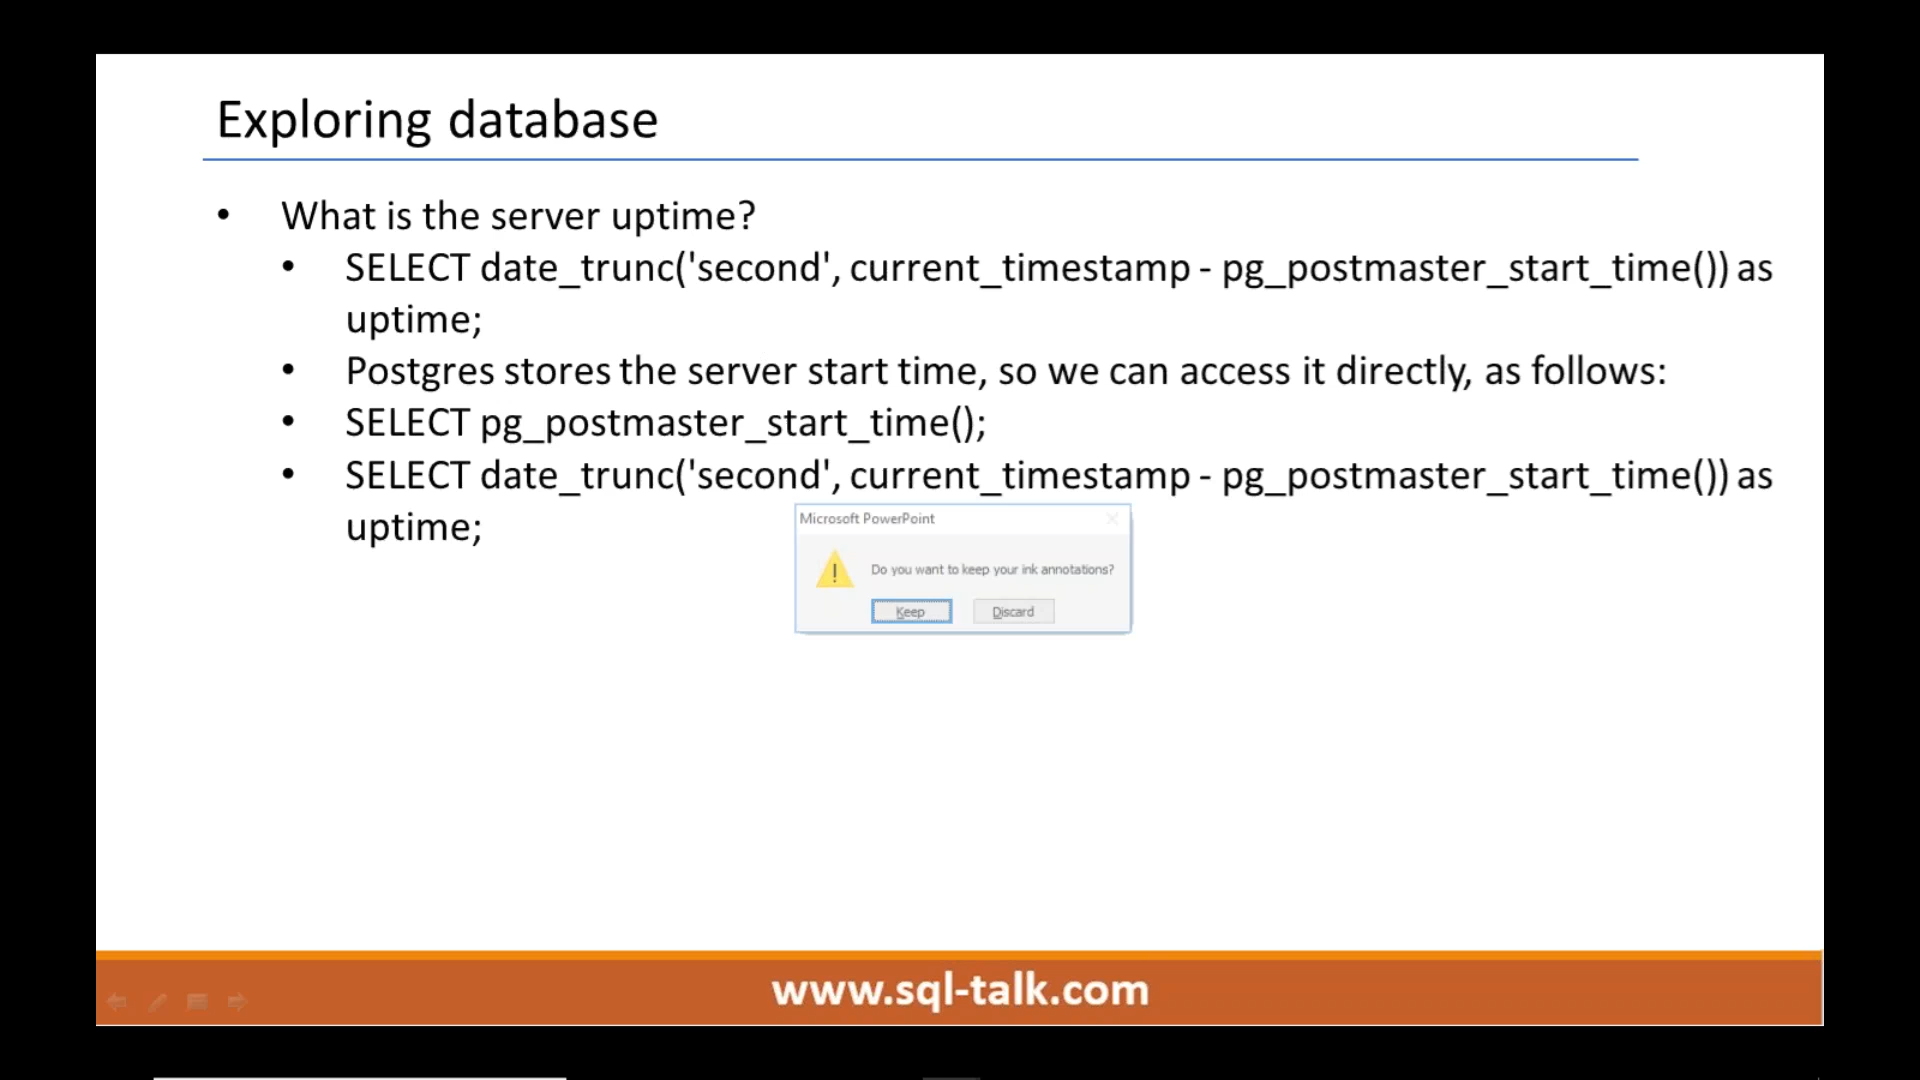 Exploring database
• What is the server uptime?
• SELECT date_trunc('second', current_timestamp - pg_postmaster_start_time()) as
uptime;
• Postgres stores the server start time, so we can access it directly, as follows:
• SELECT pg_postmaster_start_time();
• SELECT date_trunc('second', current_timestamp - pg_postmaster_start_time()) as
uptime;
Microsoft PowerPoint
Do you want to keep your ink annotations?
Keep Discard
www.sql-talk.com